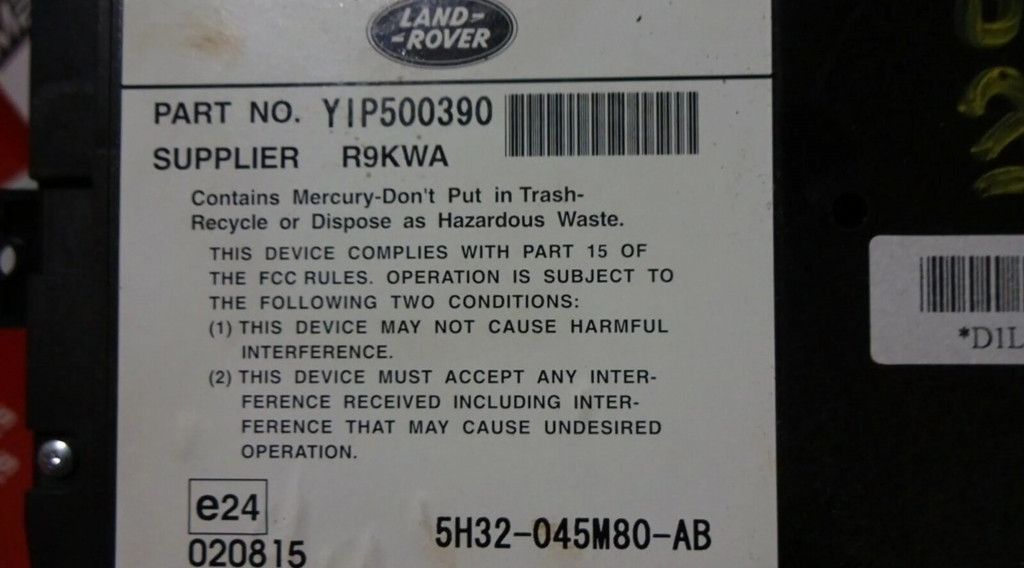 LAND-
-ROVER
PART NO. YIP500390
SUPPLIER R9KWA
Contains Mercury-Don't Put in Trash-
Recycle or Dispose as Hazardous Waste.
THIS DEVICE COMPLIES WITH PART 15 OF
THE FCC RULES. OPERATION IS SUBJECT TO
THE FOLLOWING TWO CONDITIONS:
(1) THIS DEVICE MAY NOT CAUSE HARMFUL
INTERFERENCE.
(2) THIS DEVICE MUST ACCEPT ANY INTER-
FERENCE RECEIVED INCLUDING INTER-
FERENCE THAT MAY CAUSE UNDESIRED
OPERATION.
e24
020815
5H32-045M80-AB
*D1L